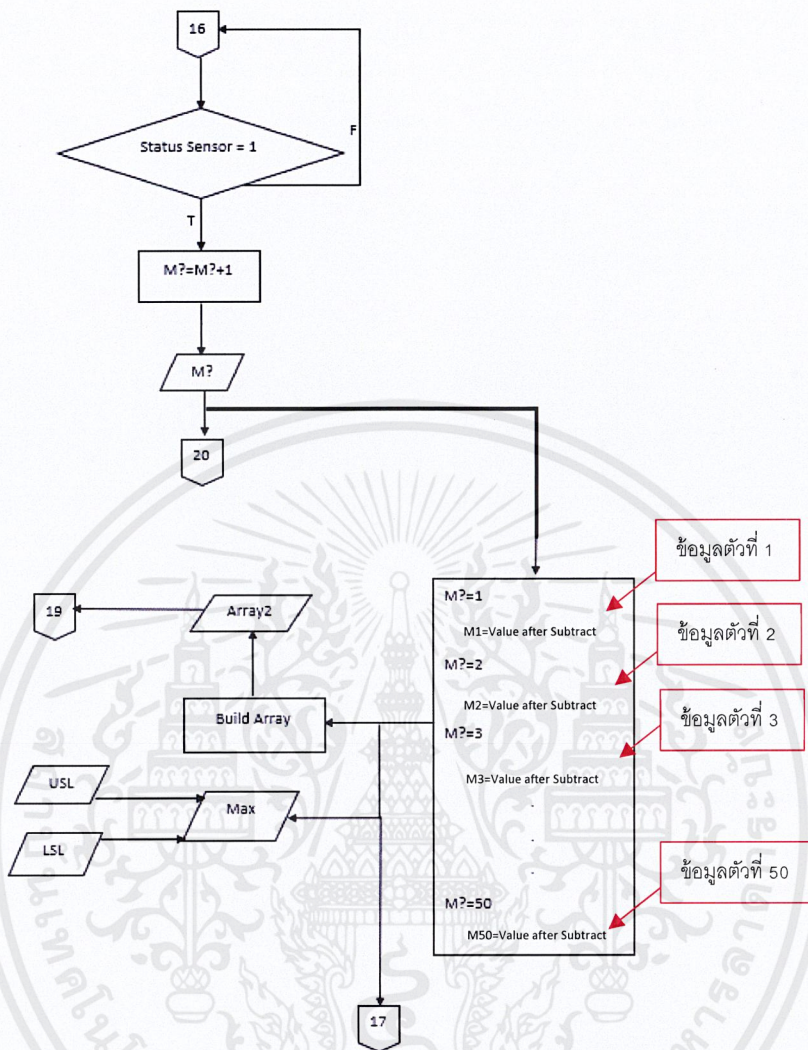 16
F
Status Sensor = 1
T
M?=M?+1
M?
20
ข้อมูลตัวที่ 1
M?=1
M1=Value after Subtract
ข้อมูลตัวที่ 2
M?=2
M2=Value after Subtract
ข้อมูลตัวที่ 3
M?=3
M3=Value after Subtract
.
.
.
ข้อมูลตัวที่ 50
M?=50
M50=Value after Subtract
19
Array2
Build Array
USL
Max
LSL
17